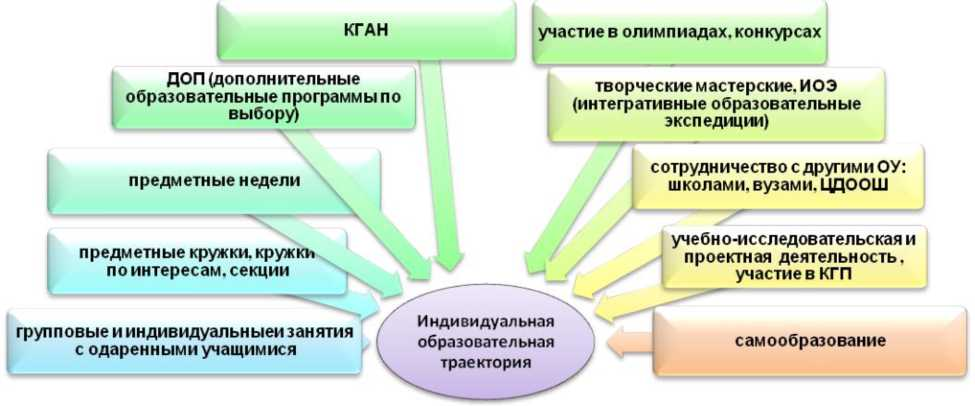 КГАН
участие в олимпиадах, конкурсах
ДОП (дополнительные
образовательные программы по
выбору)
творческие мастерские, ИОЭ
(интегративные образовательные
экспедиции)
предметные недели
сотрудничество с другими ОУ:
школами, вузами, ЦДООШ
предметные кружки, кружки
по интересам, секции
учебно-исследовательская и
проектная деятельность ,
участие в КГП
групповые и индивидуальныеи занятия
с одаренными учащимися
Индивидуальная
образовательная
траектория
самообразование